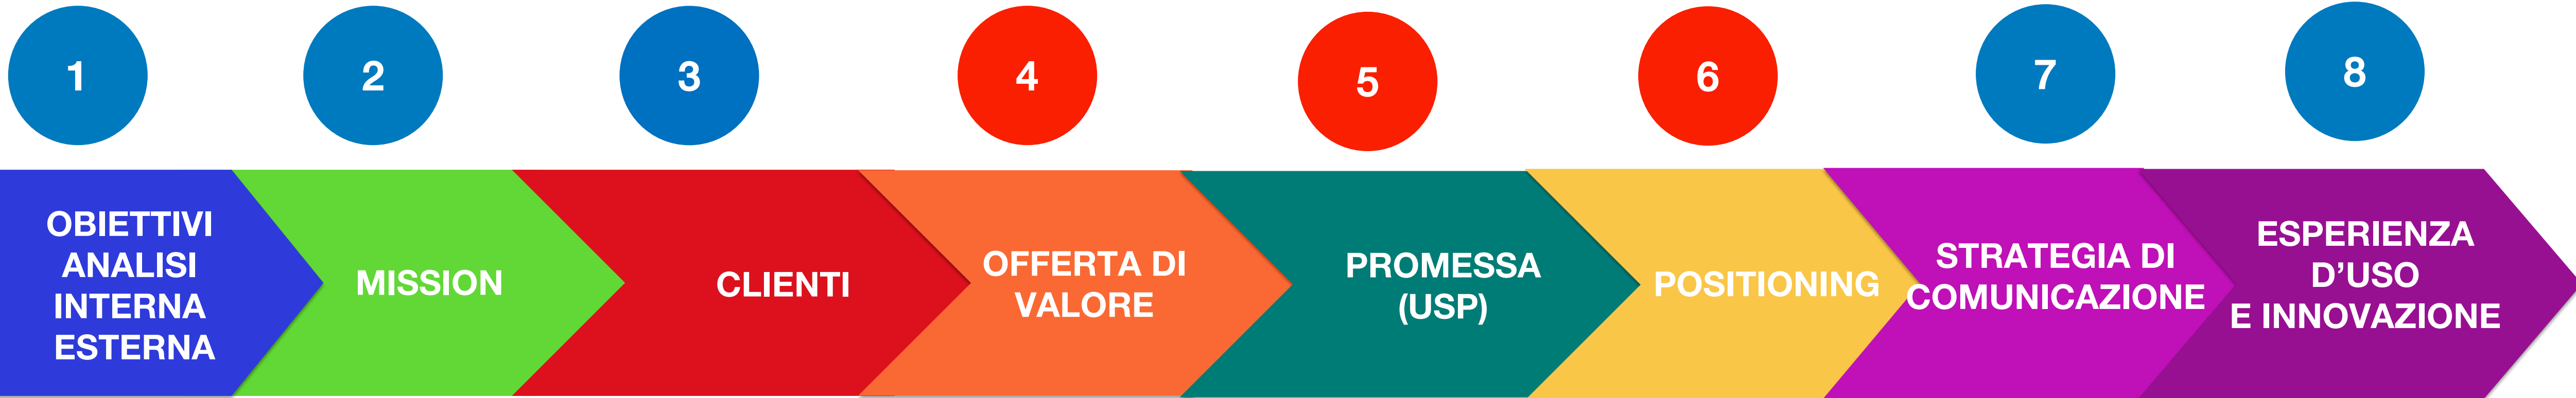 1
2
3
4
5
6
7
8
OBIETTIVI
ANALISI
INTERNA
ESTERNA
MISSION
CLIENTI
OFFERTA DI
VALORE
PROMESSA
(USP)
POSITIONING
STRATEGIA DI
COMUNICAZIONE
ESPERIENZA
D’USO
E INNOVAZIONE